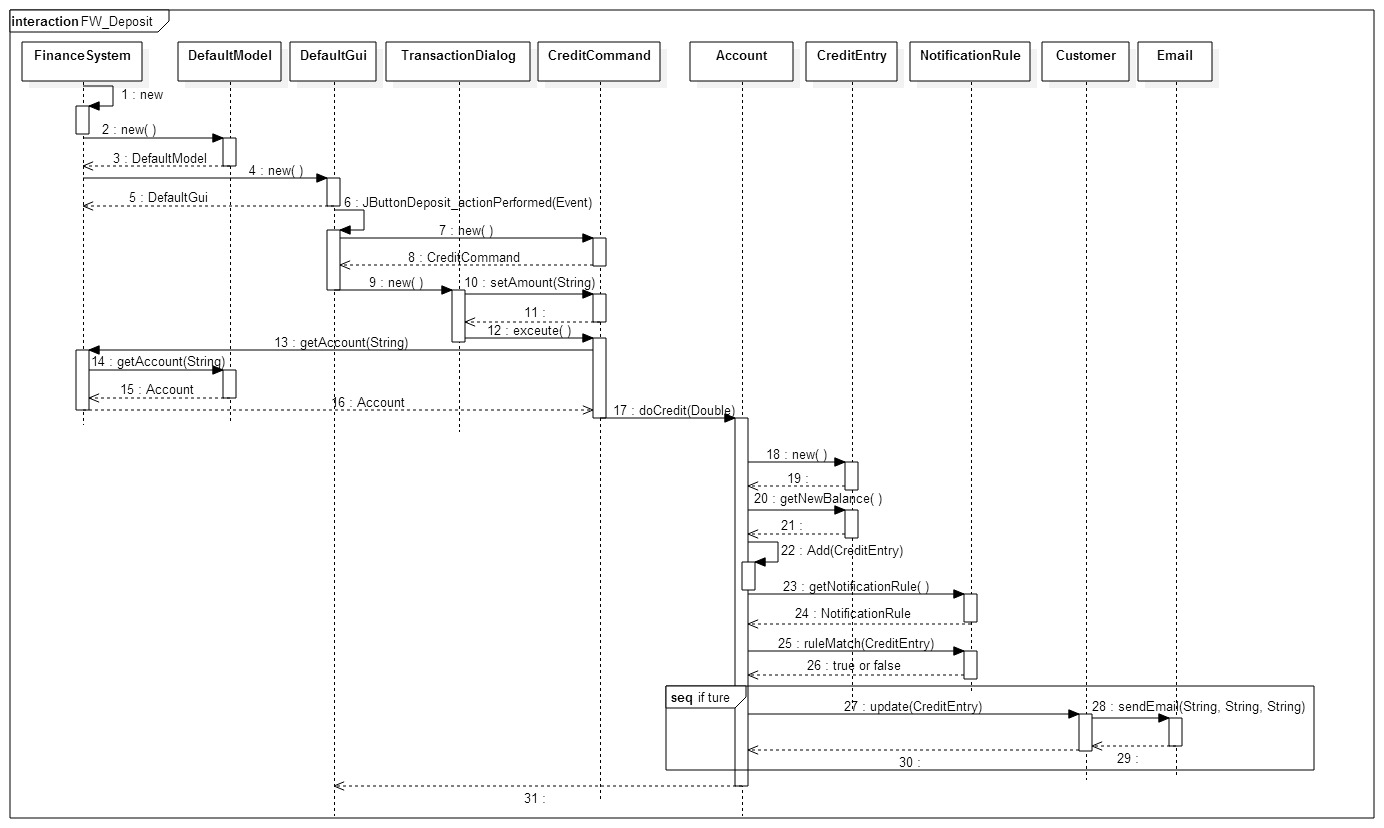 interaction FW_Deposit
FinanceSystem
DefaultModel
DefaultGui
TransactionDialog
CreditCommand
Account
CreditEntry
NotificationRule
Customer
Email
1 : new
2 : new( )
3 : DefaultModel
4 : new( )
5 : DefaultGui
6 : JButtonDeposit_actionPerformed(Event)
7 : new( )
8 : CreditCommand
9 : new( )
10 : setAmount(String)
11 :
12 : exceute( )
13 : getAccount(String)
14 : getAccount(String)
15 : Account
16 : Account
17 : doCredit(Double)
18 : new( )
19 :
20 : getNewBalance( )
21 :
22 : Add(CreditEntry)
23 : getNotificationRule( )
24 : NotificationRule
25 : ruleMatch(CreditEntry)
26 : true or false
seq if ture
27 : update(CreditEntry)
28 : sendEmail(String, String, String)
29 :
30 :
31 :